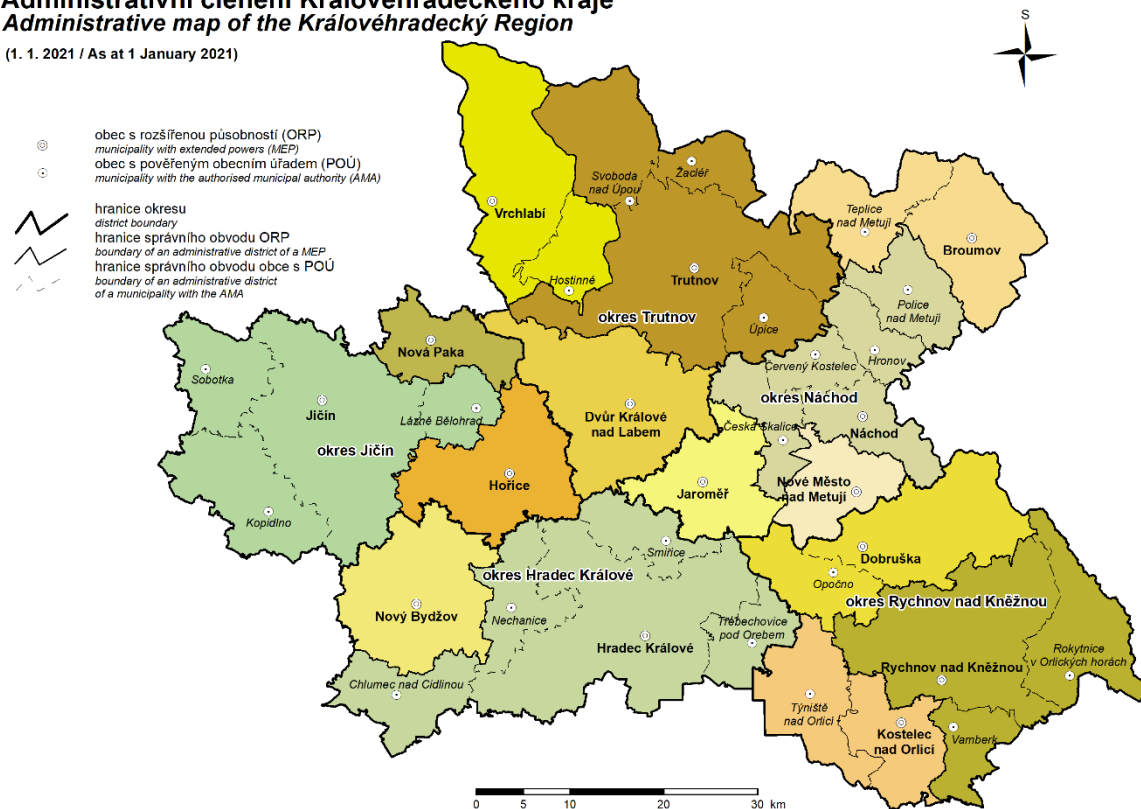 Administrativní členění Královéhradeckého kraje
Administrative map of the Královéhradecký Region
(1. 1. 2021 / As at 1 January 2021)
S
obec s rozšířenou působností (ORP)
municipality with extended powers (MEP)
obec s pověřeným obecním úřadem (POÚ)
municipality with the authorised municipal authority (AMA)
hranice okresu
district boundary
hranice správního obvodu ORP
boundary of an administrative district of a MEP
hranice správního obvodu obce s POÚ
boundary of an administrative district
of a municipality with the AMA
Vrchlabí
Svoboda
nad Úpou
Žacléř
Hostinné
Trutnov
okres Trutnov
Úpice
Teplice
nad Metují
Broumov
Police
nad Metují
Hronov
Červený Kostelec
okres Náchod
Náchod
Česká Skalice
Nové Město
nad Metují
Nová Paka
Sobotka
Jičín
Lázně Bělohrad
okres Jičín
Kopidlno
Hořice
Dvůr Králové
nad Labem
Jaroměř
Smiřice
okres Hradec Králové
Nový Bydžov
Nechanice
Hradec Králové
Třebechovice
pod Orebem
Chlumec nad Cidlinou
Dobruška
Opočno
okres Rychnov nad Kněžnou
Rychnov nad Kněžnou
Rokytnice
v Orlických horách
Týniště
nad Orlicí
Kostelec
nad Orlicí
Vamberk
0 5 10 20 30 km